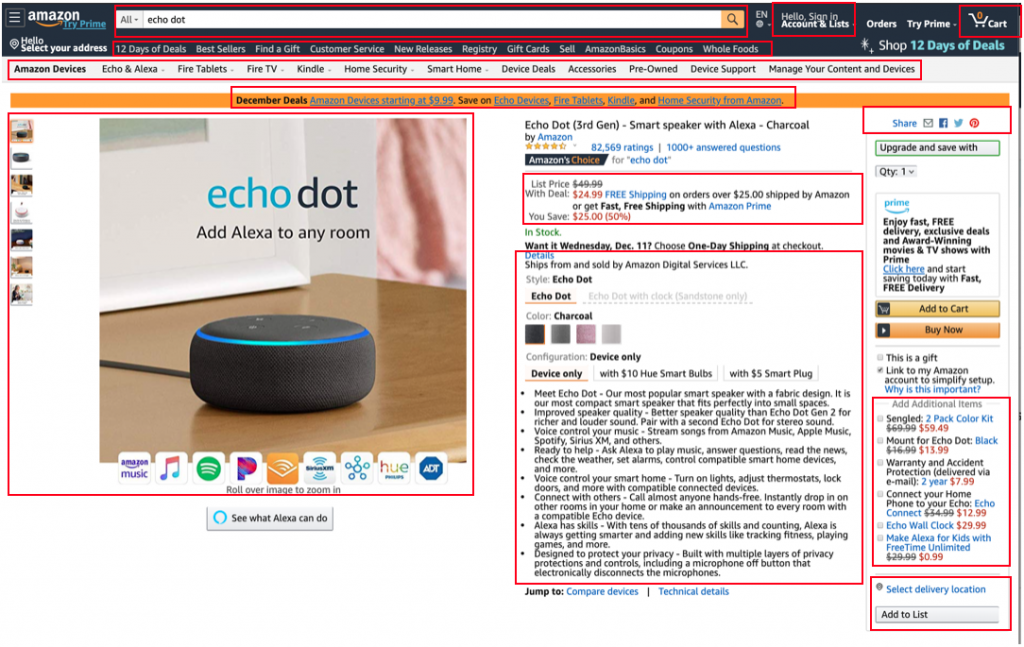 amazon
Try Prime
All
echo dot
EN
Hello, Sign in
Account & Lists
Orders
Try Prime
0
Cart
Hello
Select your address
12 Days of Deals Best Sellers Find a Gift Customer Service New Releases Registry Gift Cards Sell AmazonBasics Coupons Whole Foods
Shop 12 Days of Deals
Amazon Devices Echo & Alexa Fire Tablets Fire TV Kindle Home Security Smart Home Device Deals Accessories Pre-Owned Device Support Manage Your Content and Devices
December Deals Amazon Devices starting at $9.99. Save on Echo Devices, Fire Tablets, Kindle, and Home Security from Amazon.
echo dot
Add Alexa to any room
amazon music
SiriusXM
hue
PHILIPS
ADT
Roll over image to zoom in
See what Alexa can do
Echo Dot (3rd Gen) - Smart speaker with Alexa - Charcoal
by Amazon
82,569 ratings | 1000+ answered questions
Amazon's Choice for "echo dot"
List Price $49.99
With Deal: $24.99 FREE Shipping on orders over $25.00 shipped by Amazon
or get Fast, Free Shipping with Amazon Prime
You Save: $25.00 (50%)
In Stock.
Want it Wednesday, Dec. 11? Choose One-Day Shipping at checkout.
Details
Ships from and sold by Amazon Digital Services LLC.
Style: Echo Dot
Echo Dot Echo Dot with clock (Sandstone only)
Color: Charcoal
Configuration: Device only
Device only with $10 Hue Smart Bulbs with $5 Smart Plug
• Meet Echo Dot - Our most popular smart speaker with a fabric design. It is
our most compact smart speaker that fits perfectly into small spaces.
• Improved speaker quality - Better speaker quality than Echo Dot Gen 2 for
richer and louder sound. Pair with a second Echo Dot for stereo sound.
• Voice control your music - Stream songs from Amazon Music, Apple Music,
Spotify, Sirius XM, and others.
• Ready to help - Ask Alexa to play music, answer questions, read the news,
check the weather, set alarms, control compatible smart home devices,
and more.
• Voice control your smart home - Turn on lights, adjust thermostats, lock
doors, and more with compatible connected devices.
• Connect with others - Call almost anyone hands-free. Instantly drop in on
other rooms in your home or make an announcement to every room with
a compatible Echo device.
• Alexa has skills - With tens of thousands of skills and counting, Alexa is
always getting smarter and adding new skills like tracking fitness, playing
games, and more.
• Designed to protect your privacy - Built with multiple layers of privacy
protections and controls, including a microphone off button that
electronically disconnects the microphones.
Jump to: Compare devices | Technical details
Share
Upgrade and save with
Qty: 1
prime
Enjoy fast, FREE
delivery, exclusive deals
and Award-Winning
movies & TV shows with
Prime
Click here and start
saving today with Fast,
FREE Delivery
Add to Cart
Buy Now
This is a gift
Link to my Amazon
account to simplify setup.
Why is this important?
Add Additional Items
Sengled: 2 Pack Color Kit
$69.99 $59.49
Mount for Echo Dot: Black
$16.99 $13.99
Warranty and Accident
Protection (delivered via
e-mail): 2 year $7.99
Connect your Home
Phone to your Echo: Echo
Connect $34.99 $12.99
Echo Wall Clock $29.99
Make Alexa for Kids with
FreeTime Unlimited
$29.99 $0.99
Select delivery location
Add to List